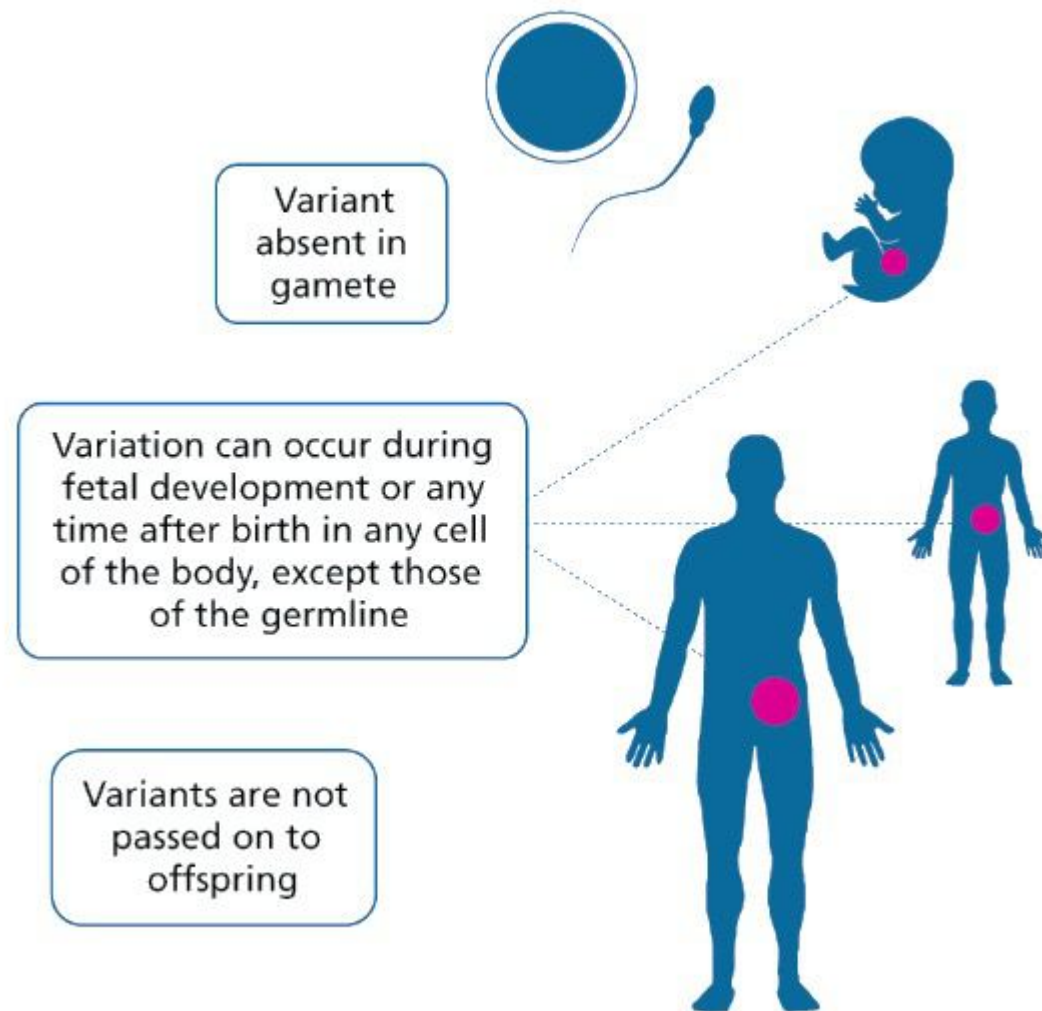 Variant
absent in
gamete
Variation can occur during
fetal development or any
time after birth in any cell
of the body, except those
of the germline
Variants are not
passed on to
offspring